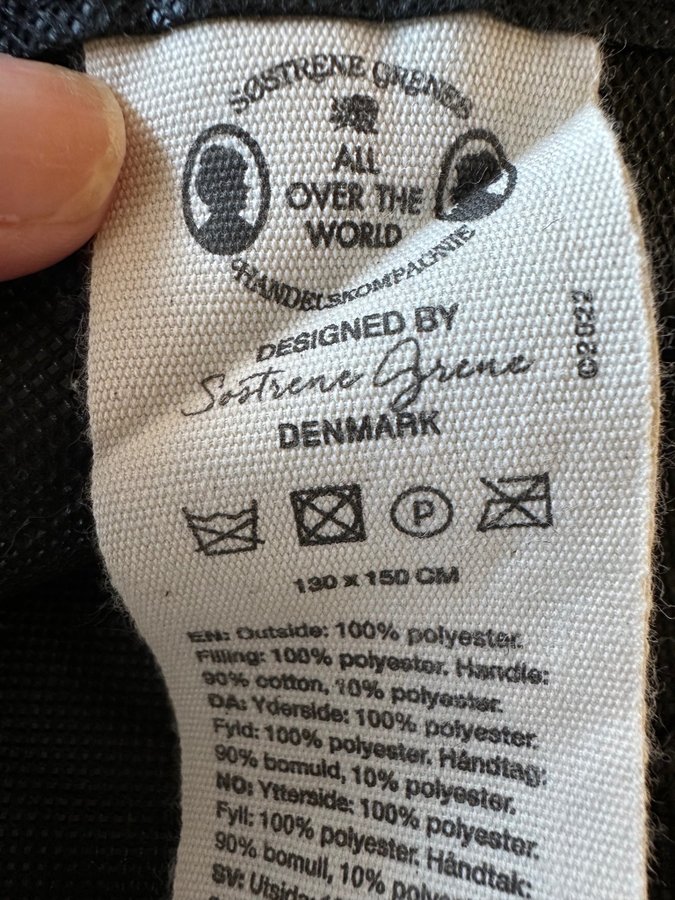 SØSTRENE GRENES
ALL
OVER THE
WORLD
HANDELSKOMPAGNIE
DESIGNED BY
Søstrene Grene
DENMARK
©2022
P
130 x 150 CM
EN: Outside: 100% polyester.
Filling: 100% polyester. Handle:
90% cotton, 10% polyester.
DA: Yderside: 100% polyester.
Fyld: 100% polyester. Håndtag:
90% bomuld, 10% polyester.
NO: Ytterside: 100% polyester.
Fyll: 100% polyester. Håndtak:
90% bomull, 10%
SV: